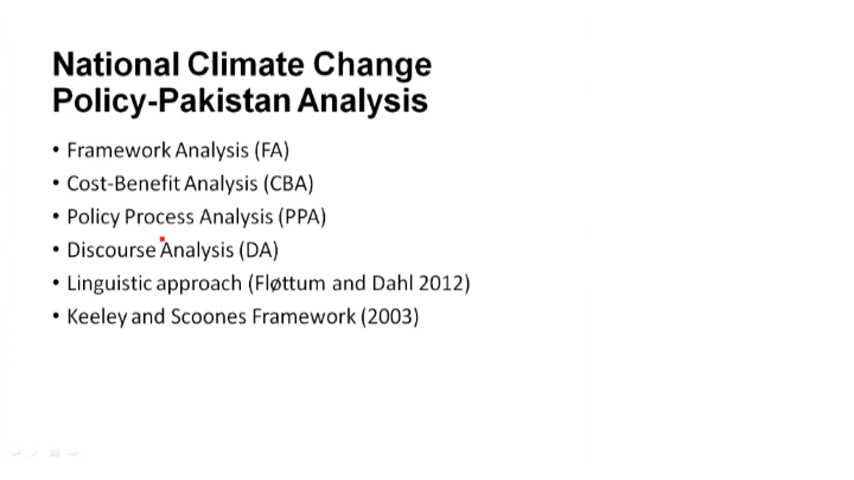 National Climate Change
Policy-Pakistan Analysis
• Framework Analysis (FA)
• Cost-Benefit Analysis (CBA)
• Policy Process Analysis (PPA)
• Discourse Analysis (DA)
• Linguistic approach (Fløttum and Dahl 2012)
• Keeley and Scoones Framework (2003)